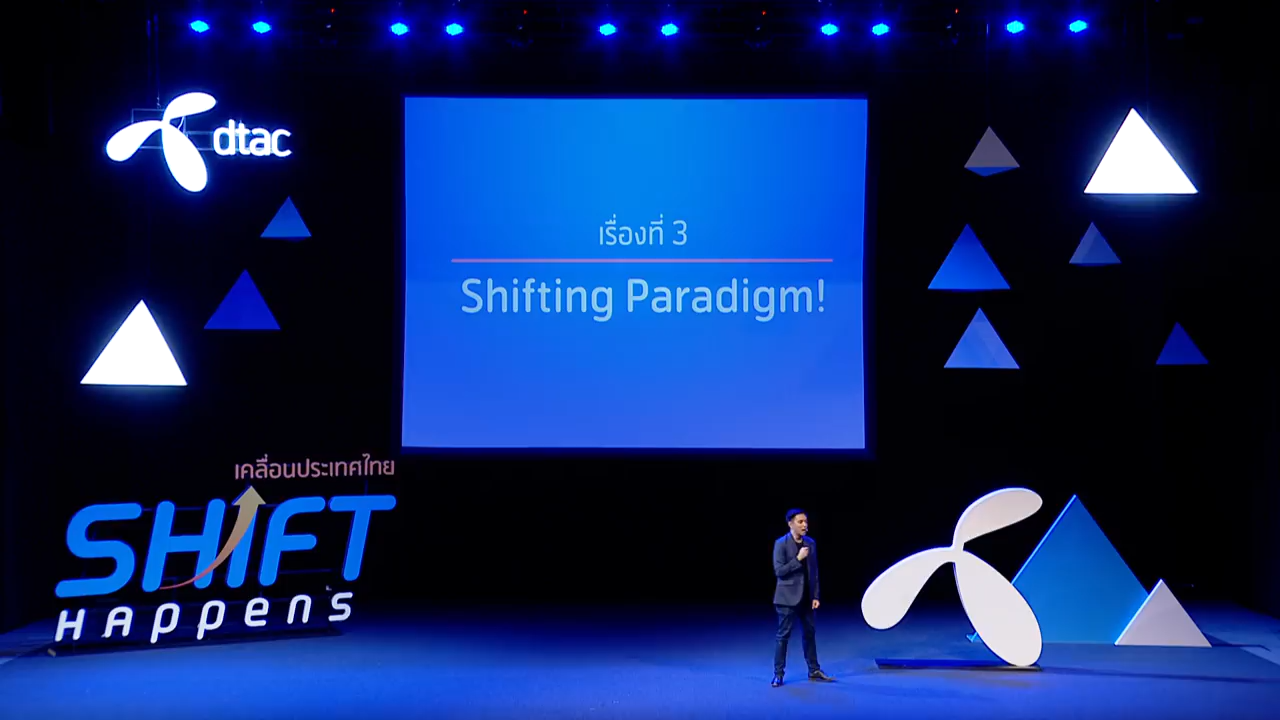 dtac
เรื่องที่ 3
Shifting Paradigm!
เคลื่อนประเทศไทย
SHIFT
HAppen's